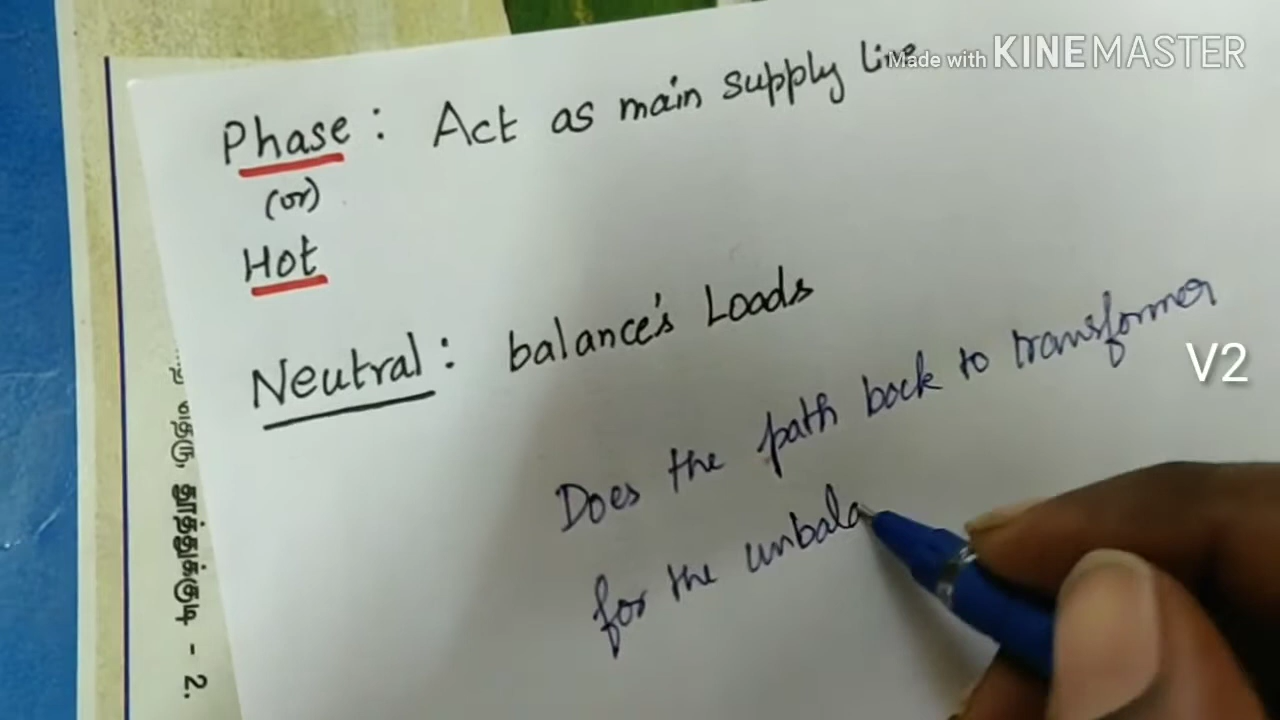 Made with KINEMASTER
Phase : Act as main supply line
(or)
Hot
Neutral : balance's Loads
Does the path back to transformer
V2
for the unbala
தெரு, தூத்துக்குடி - 2.